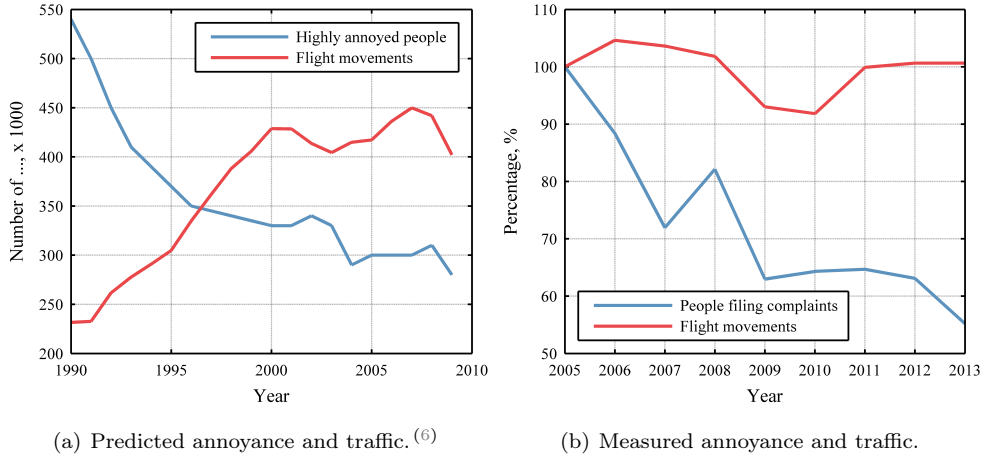 550
500
450
400
350
300
250
200
1990
1995
2000
2005
2010
Number of ..., x 1000
Year
Highly annoyed people
Flight movements
(a) Predicted annoyance and traffic. (6)
110
100
90
80
70
60
50
2005
2006
2007
2008
2009
2010
2011
2012
2013
Percentage, %
Year
People filing complaints
Flight movements
(b) Measured annoyance and traffic.